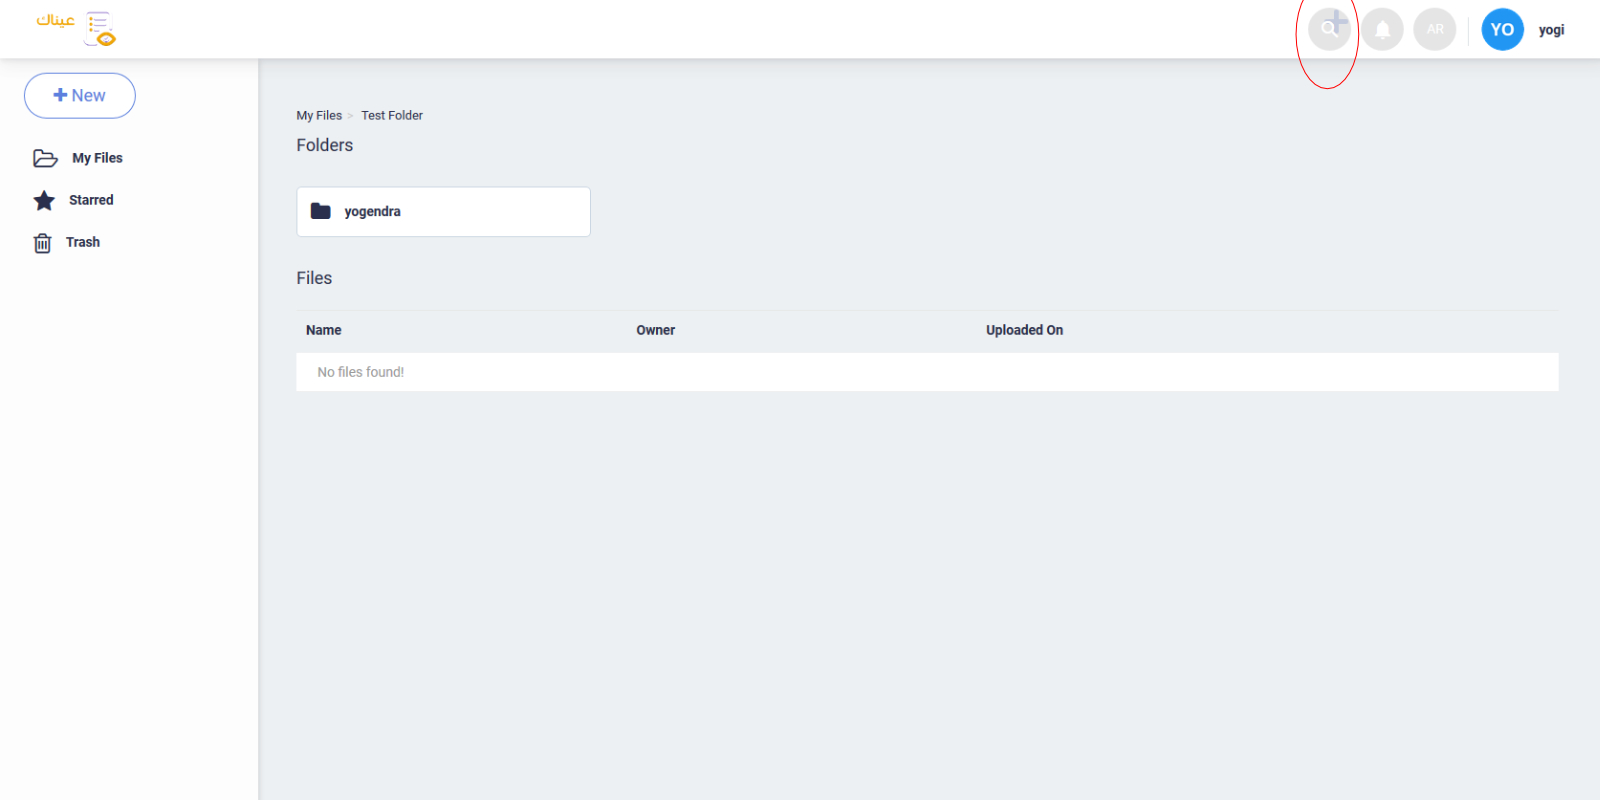 عيناك
AR
YO
yogi
New
My Files
Starred
Trash
My Files > Test Folder
Folders
yogendra
Files
Name Owner Uploaded On
No files found!